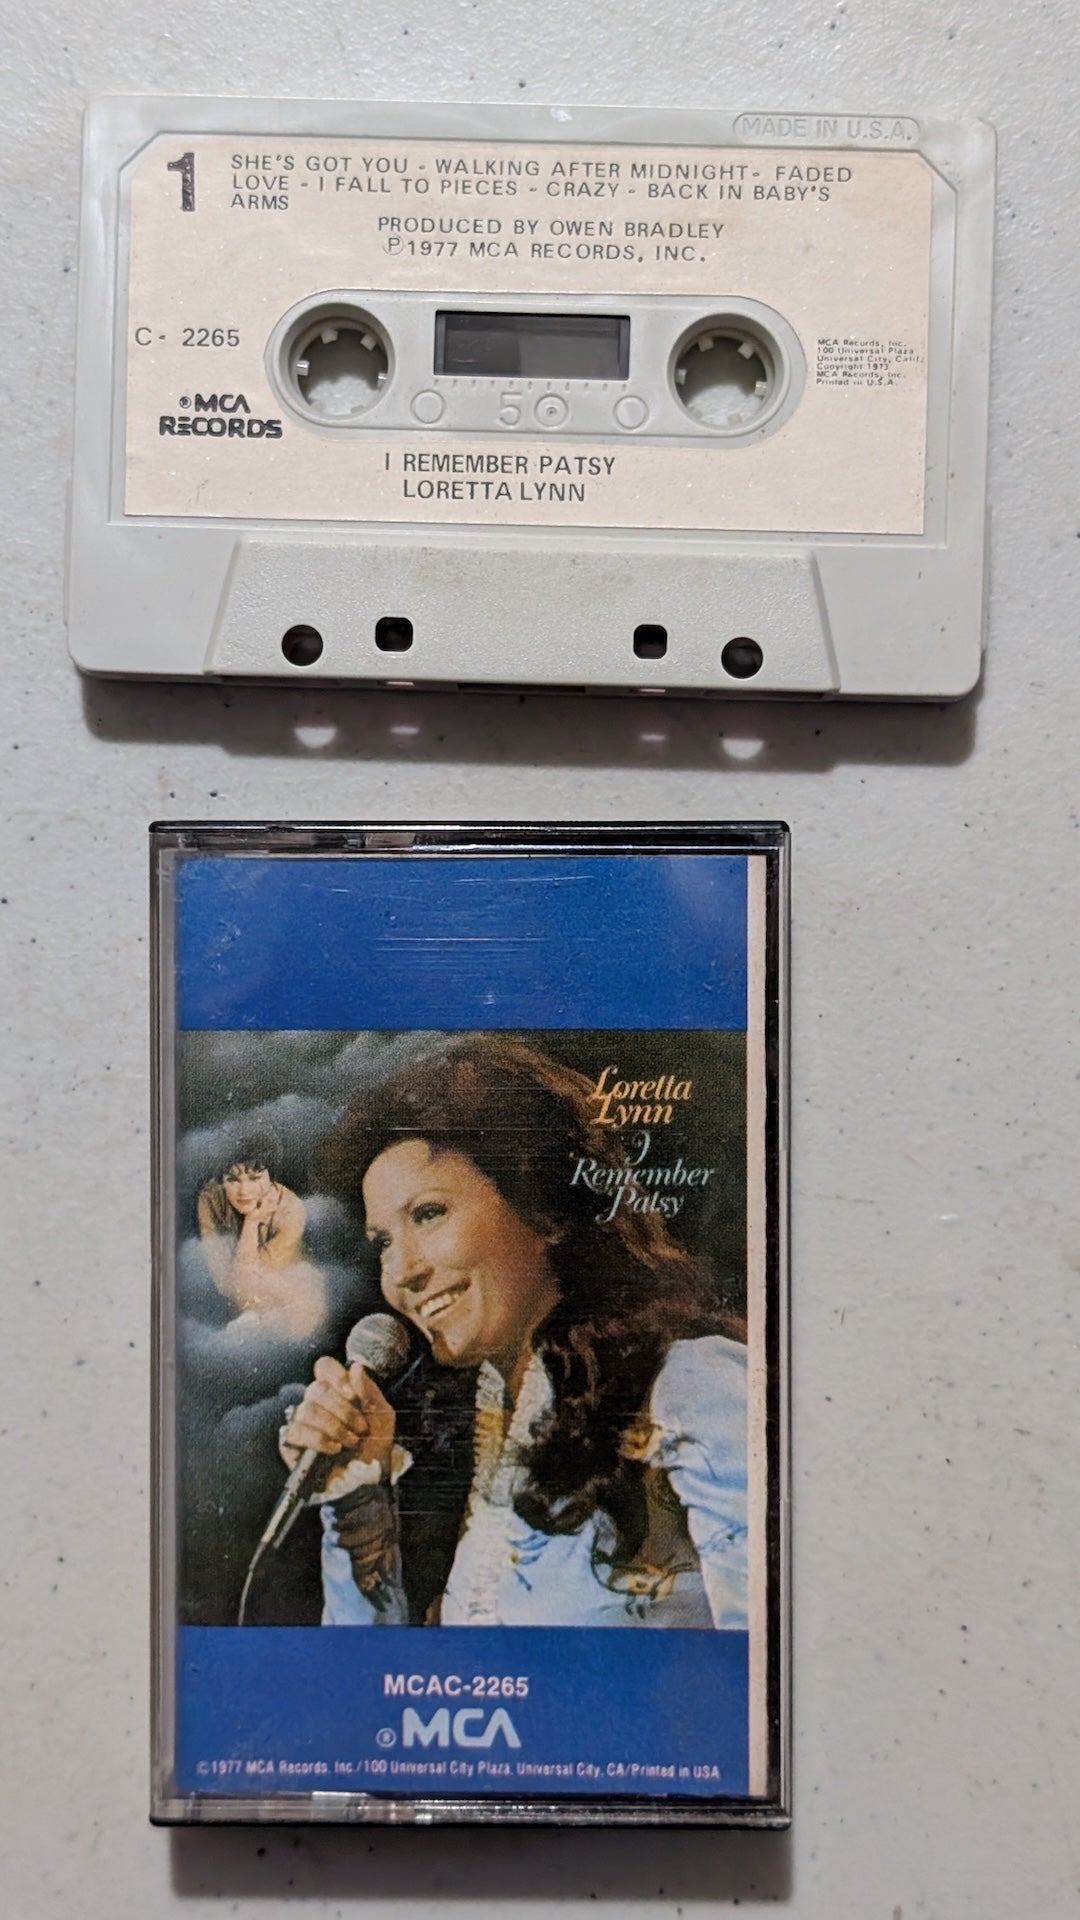 MADE IN U.S.A.
1
SHE'S GOT YOU - WALKING AFTER MIDNIGHT - FADED
LOVE - I FALL TO PIECES - CRAZY - BACK IN BABY'S
ARMS
PRODUCED BY OWEN BRADLEY
Ⓟ1977 MCA RECORDS, INC.
C - 2265
MCA Records, Inc.
100 Universal Plaza
Universal City, Calif.
Copyright 1973
MCA Records, Inc.
Printed in U.S.A.
® MCA
RECORDS
50
I REMEMBER PATSY
LORETTA LYNN
Loretta
Lynn
I
Remember
Patsy
MCAC-2265
® MCA
©1977 MCA Records, Inc./100 Universal City Plaza, Universal City, CA/Printed in USA